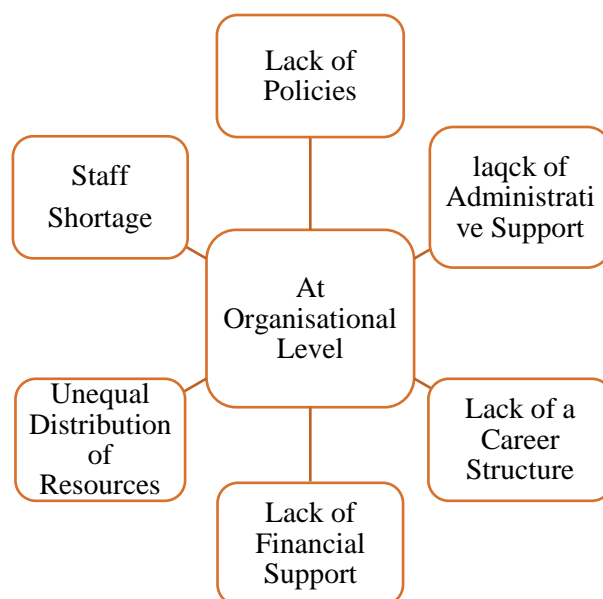 Lack of
Policies
Staff
Shortage
laqck of
Administrati
ve Support
At
Organisational
Level
Unequal
Distribution
of
Resources
Lack of a
Career
Structure
Lack of
Financial
Support